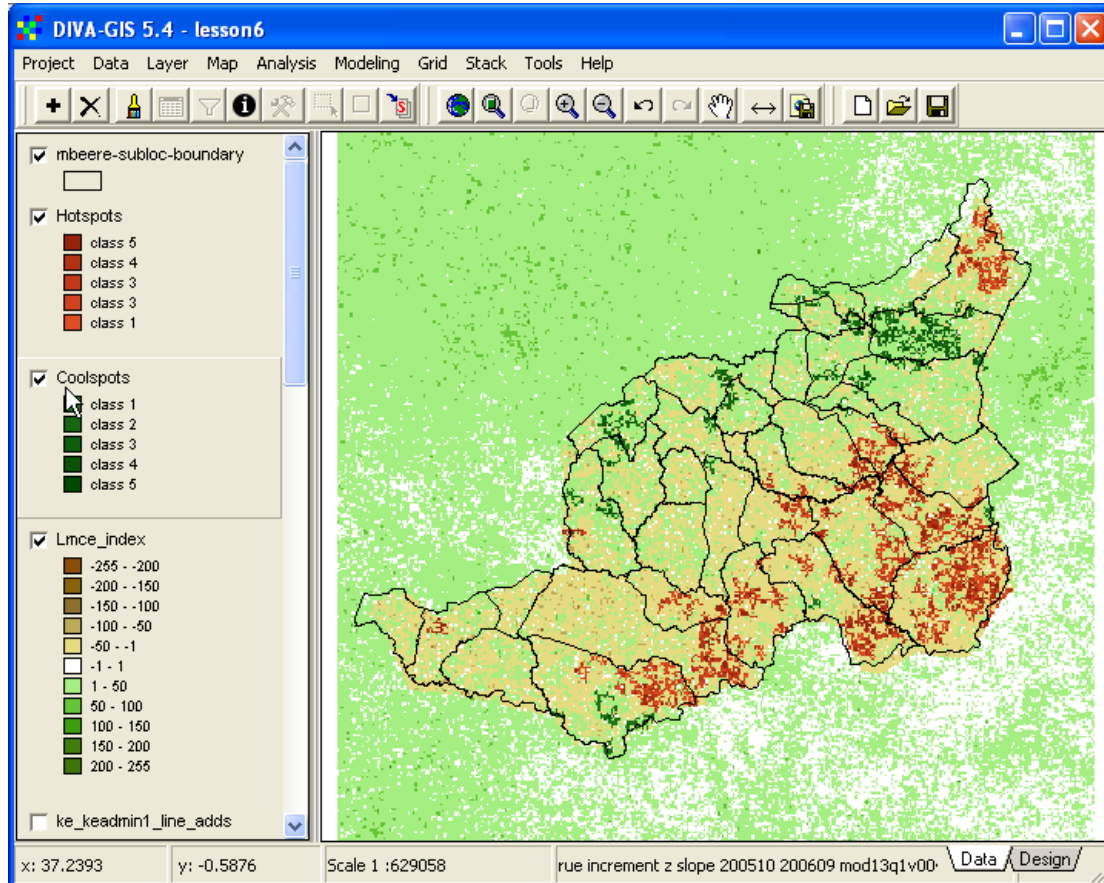 DIVA-GIS 5.4 - lesson6
Project Data Layer Map Analysis Modeling Grid Stack Tools Help
mbeere-subloc-boundary
Hotspots
class 5
class 4
class 3
class 3
class 1
Coolspots
class 1
class 2
class 3
class 4
class 5
Lmce_index
-255 - -200
-200 - -150
-150 - -100
-100 - -50
-50 - -1
-1 - 1
1 - 50
50 - 100
100 - 150
150 - 200
200 - 255
ke_keadmin1_line_adds
x: 37.2393 y: -0.5876 Scale 1 :629058 rue increment z slope 200510 200609 mod13q1v00 Data Design